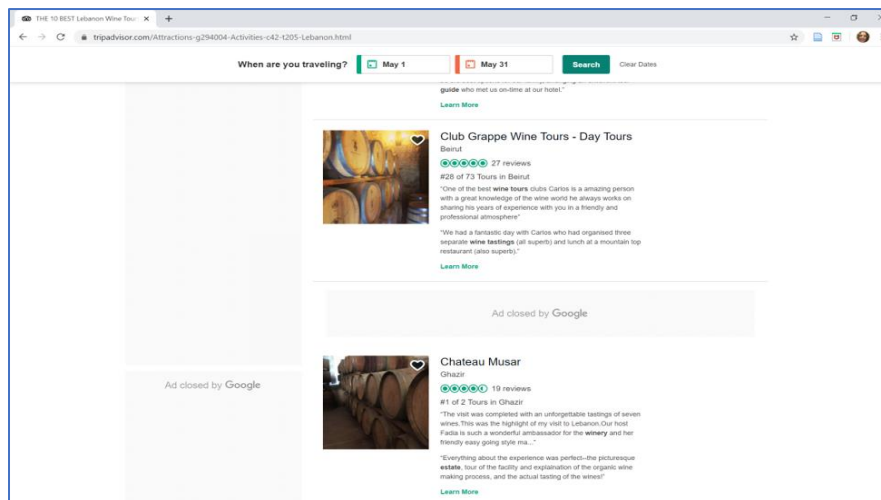 THE 10 BEST Lebanon Wine Tour
tripadvisor.com/Attractions-g294004-Activities-c42-t205-Lebanon.html
When are you traveling? May 1 May 31 Search Clear Dates
guide who met us on-time at our hotel."
Learn More
Club Grappe Wine Tours - Day Tours
Beirut
27 reviews
#28 of 73 Tours in Beirut
"One of the best wine tours clubs Carlos is a amazing person
with a great knowledge of the wine world he always works on
sharing his years of experience with you in a friendly and
professional atmosphere"
"We had a fantastic day with Carlos who had organised three
separate wine tastings (all superb) and lunch at a mountain top
restaurant (also superb)."
Learn More
Ad closed by Google
Chateau Musar
Ghazir
19 reviews
#1 of 2 Tours in Ghazir
"The visit was completed with an unforgettable tastings of seven
wines.This was the highlight of my visit to Lebanon.Our host
Fadia is such a wonderful ambassador for the winery and her
friendly easy going style ma..."
"Everything about the experience was perfect--the picturesque
estate, tour of the facility and explaination of the organic wine
making process, and the actual tasting of the wines!"
Learn More
Ad closed by Google